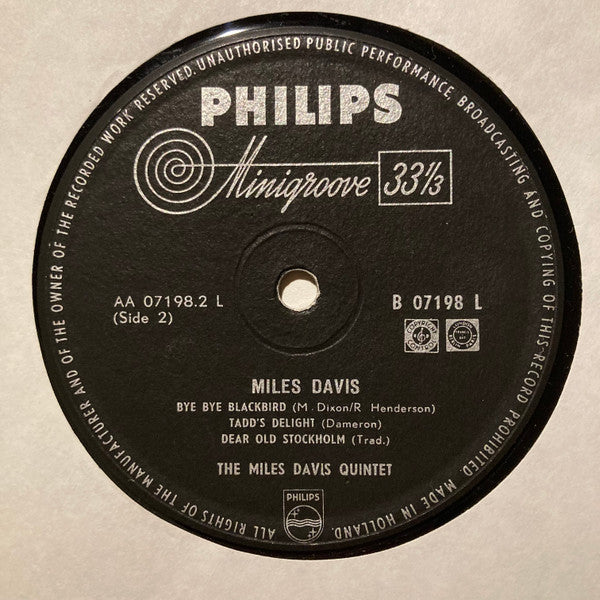 ALL RIGHTS OF THE MANUFACTURER AND OF THE OWNER OF THE RECORDED WORK RESERVED. UNAUTHORISED PUBLIC PERFORMANCE, BROADCASTING AND COPYING OF THIS RECORD PROHIBITED. MADE IN HOLLAND.
PHILIPS
Minigroove 33⅓
AA 07198.2 L
(Side 2)
B 07198 L
MILES DAVIS
BYE BYE BLACKBIRD (M. Dixon/R Henderson)
TADD'S DELIGHT (Dameron)
DEAR OLD STOCKHOLM (Trad.)
THE MILES DAVIS QUINTET
PHILIPS